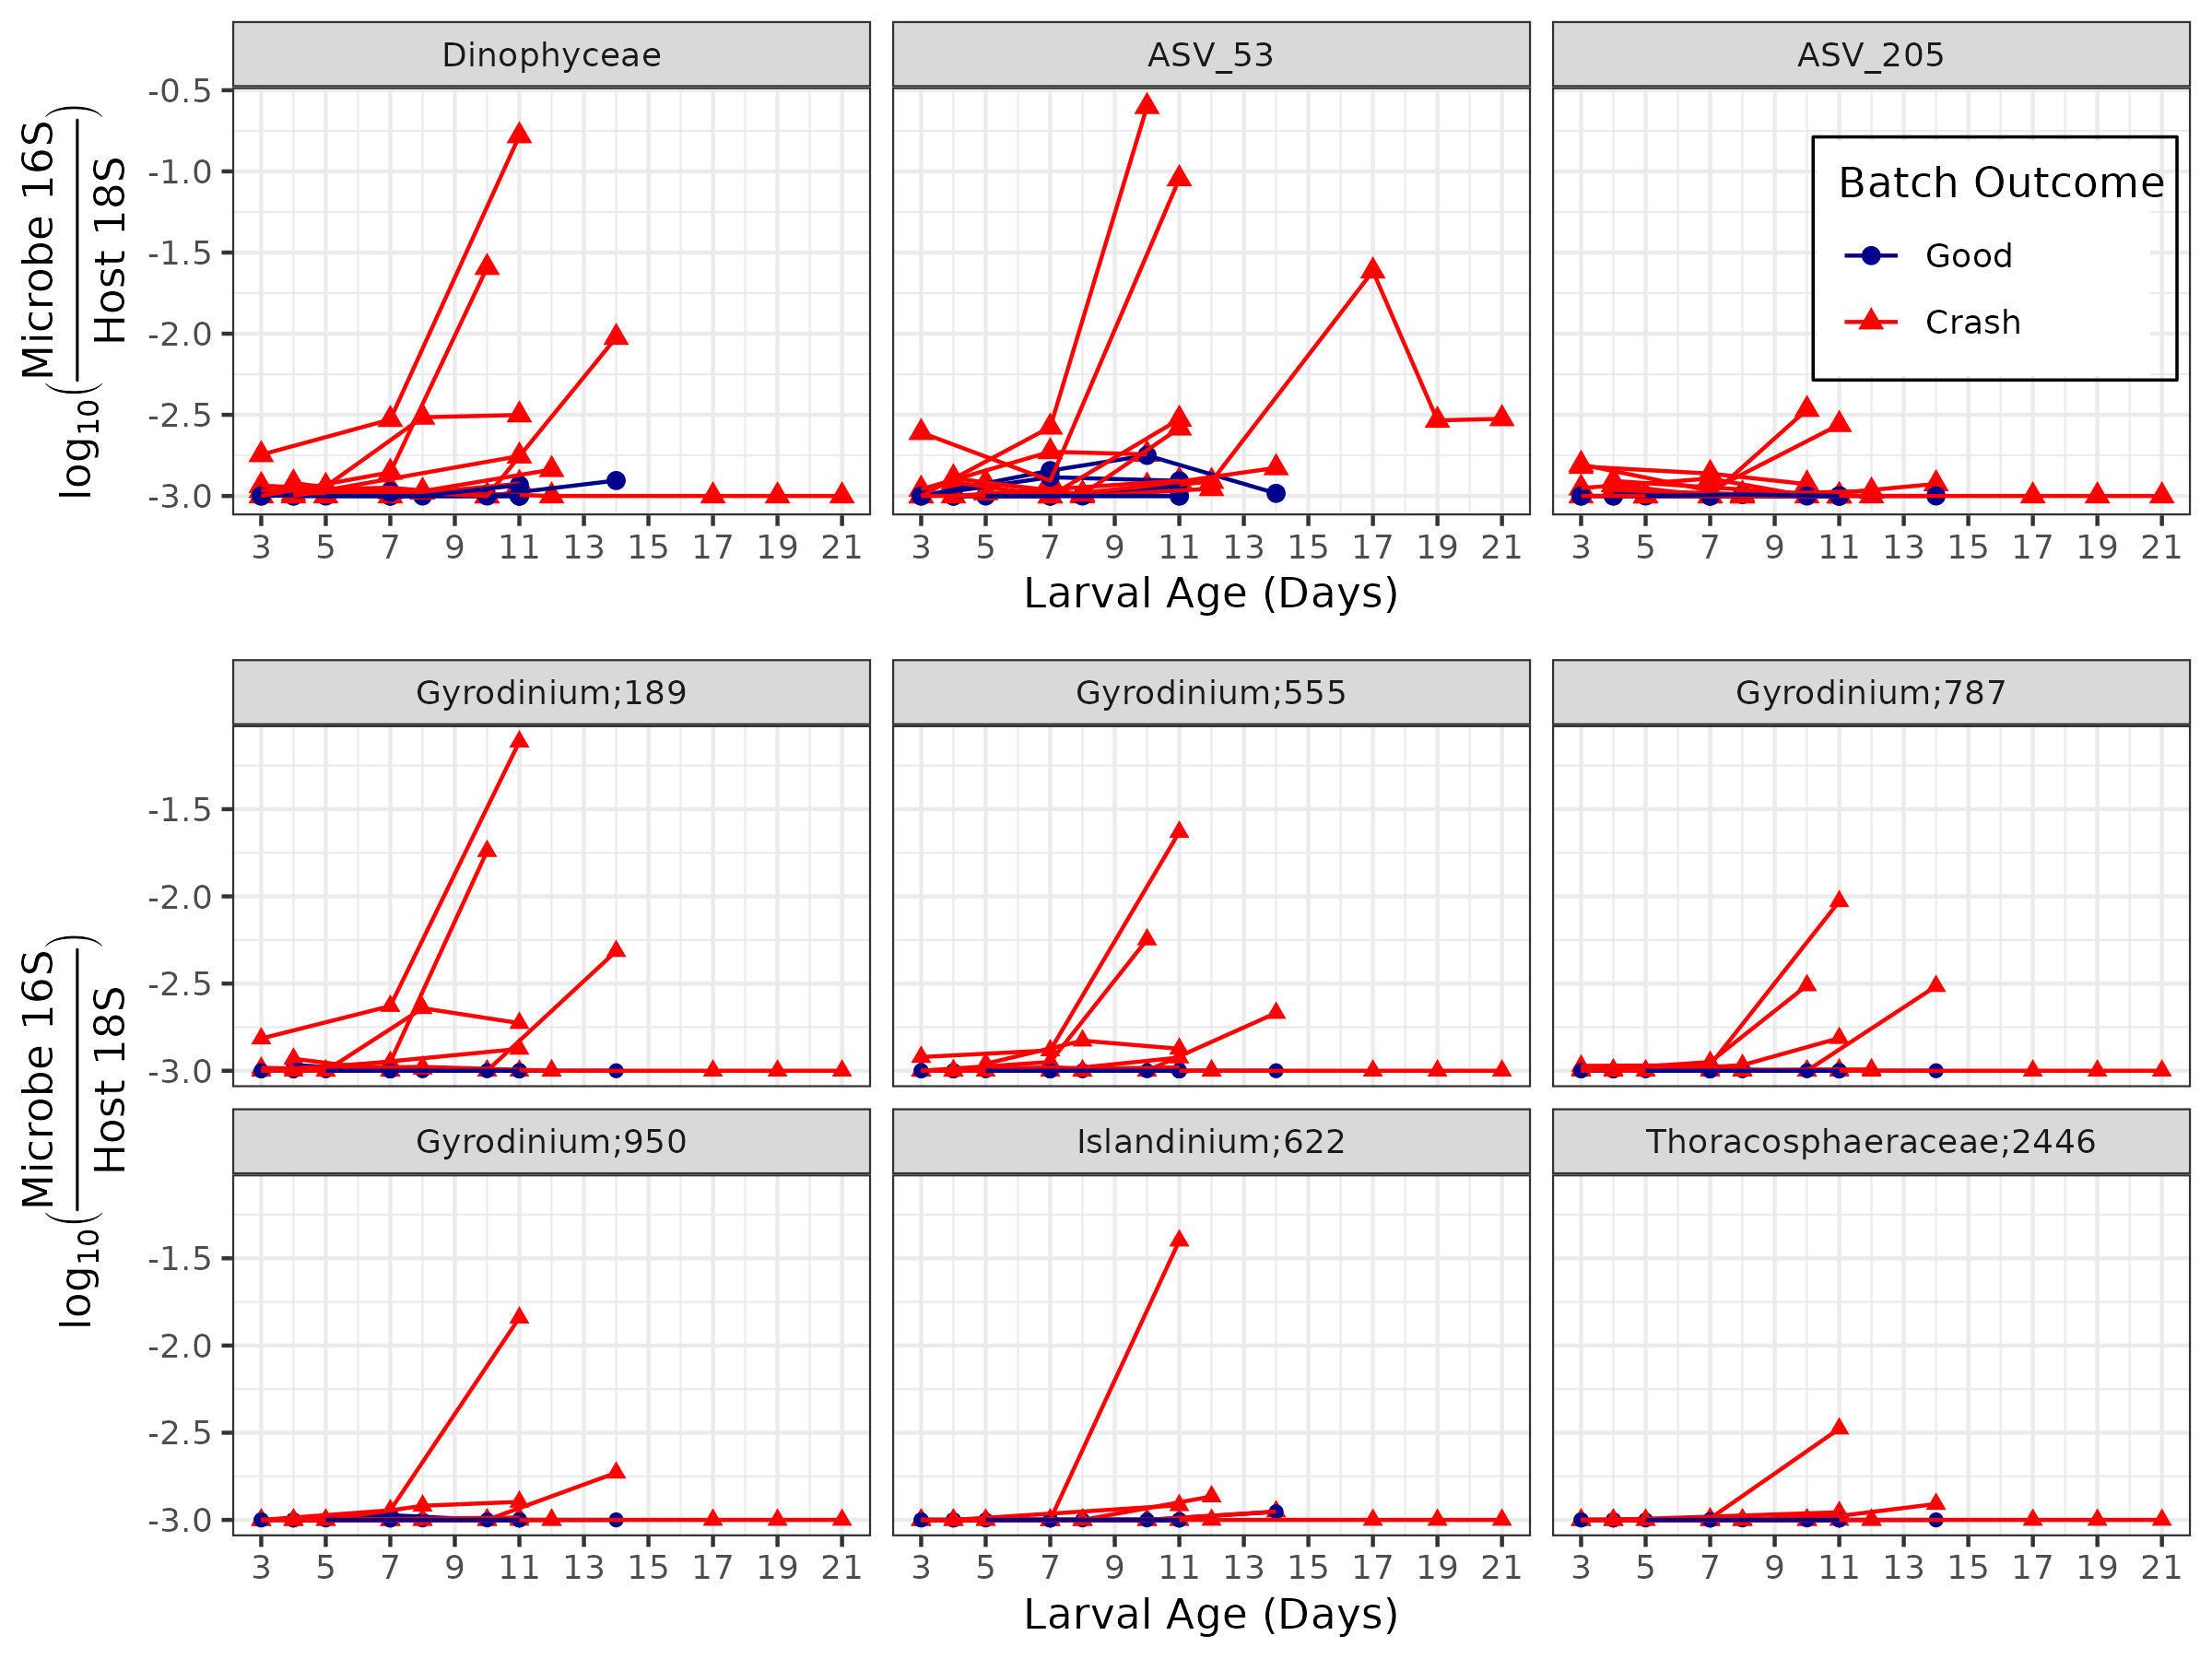 Dinophyceae ASV_53 ASV_205
log10(Microbe 16S / Host 18S)
-0.5
-1.0
-1.5
-2.0
-2.5
-3.0
Batch Outcome
Good
Crash
3 5 7 9 11 13 15 17 19 21 3 5 7 9 11 13 15 17 19 21 3 5 7 9 11 13 15 17 19 21
Larval Age (Days)
Gyrodinium;189 Gyrodinium;555 Gyrodinium;787
log10(Microbe 16S / Host 18S)
-1.5
-2.0
-2.5
-3.0
Gyrodinium;950 Islandinium;622 Thoracosphaeraceae;2446
-1.5
-2.0
-2.5
-3.0
3 5 7 9 11 13 15 17 19 21 3 5 7 9 11 13 15 17 19 21 3 5 7 9 11 13 15 17 19 21
Larval Age (Days)